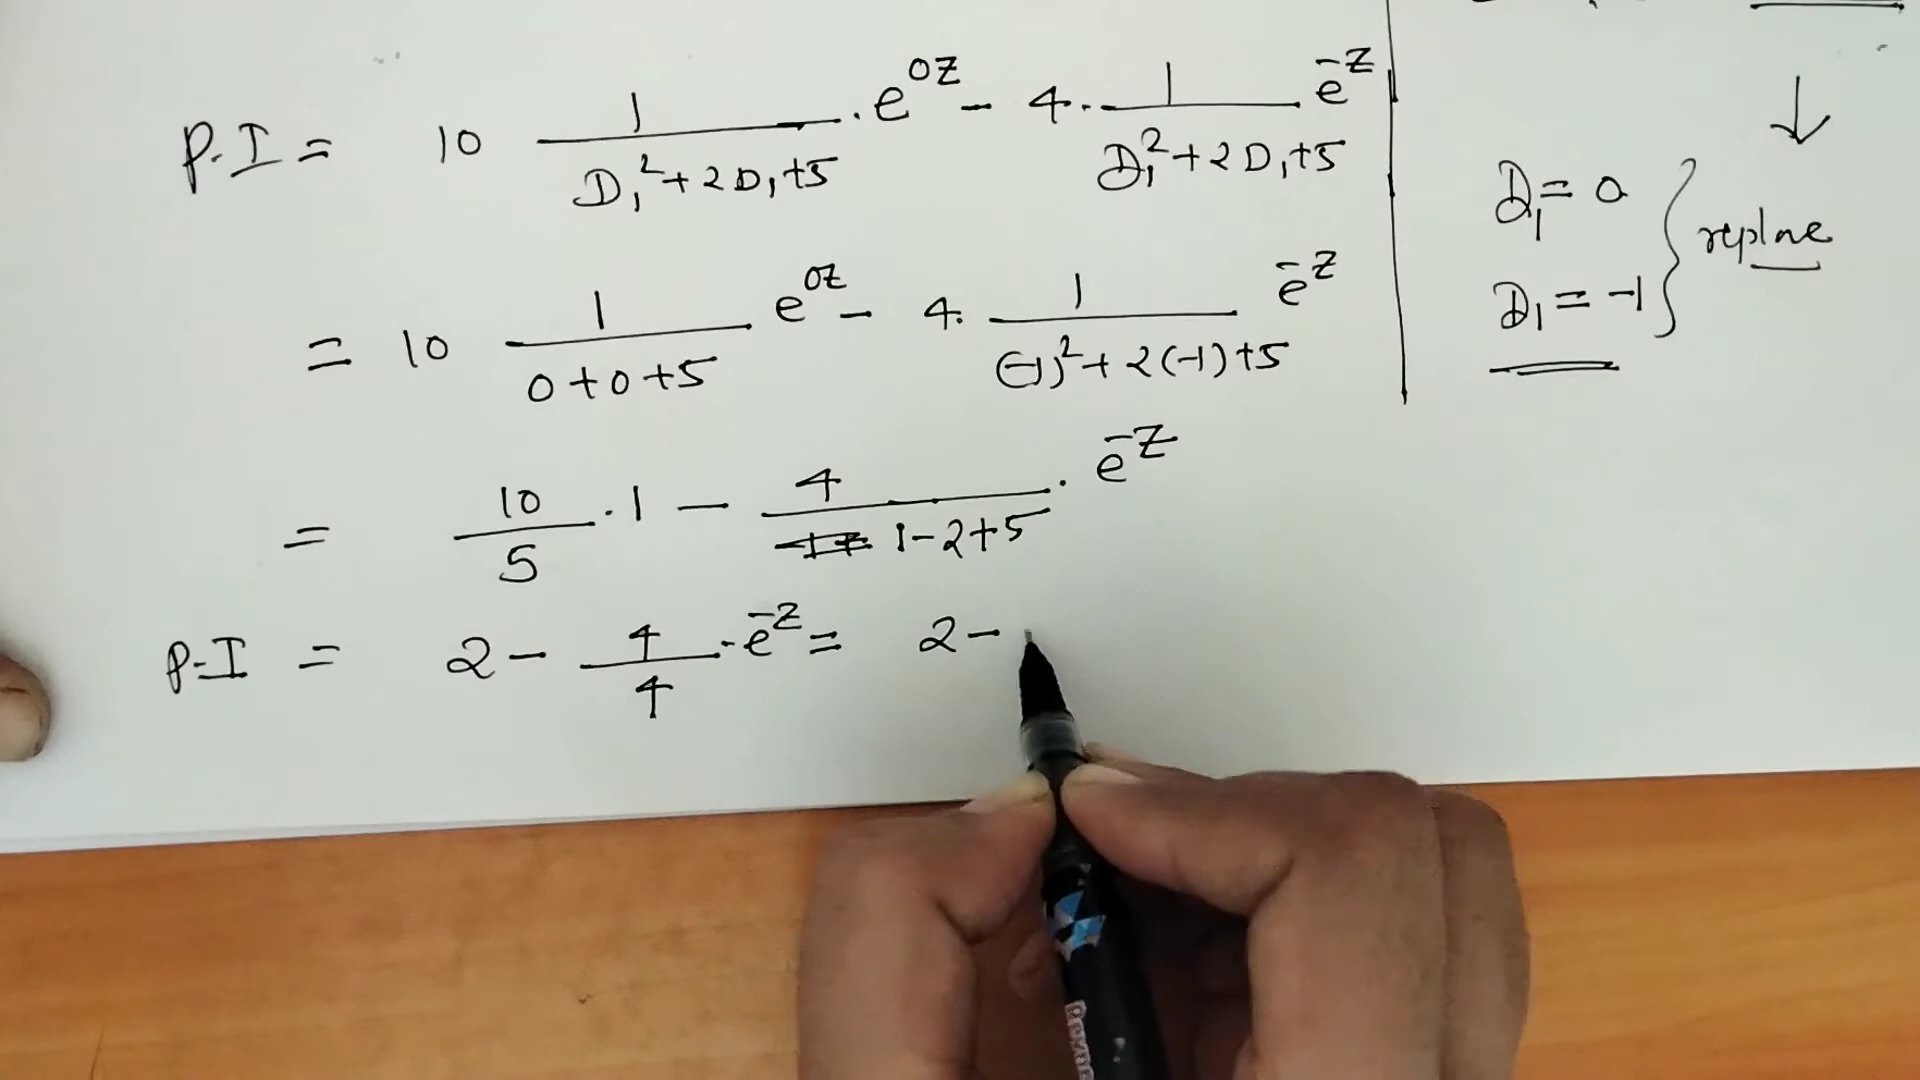 P.I = 10 1/(D₁²+2D₁+5) · e^(0z) - 4 · 1/(D₁²+2D₁+5) e^(-z)
D₁ = 0
D₁ = -1 } replace
= 10 1/(0+0+5) e^(0z) - 4. 1/((-1)²+2(-1)+5) e^(-z)
= 10/5 · 1 - 4/(1-2+5) · e^(-z)
P.I = 2 - 4/4 · e^(-z) = 2 -